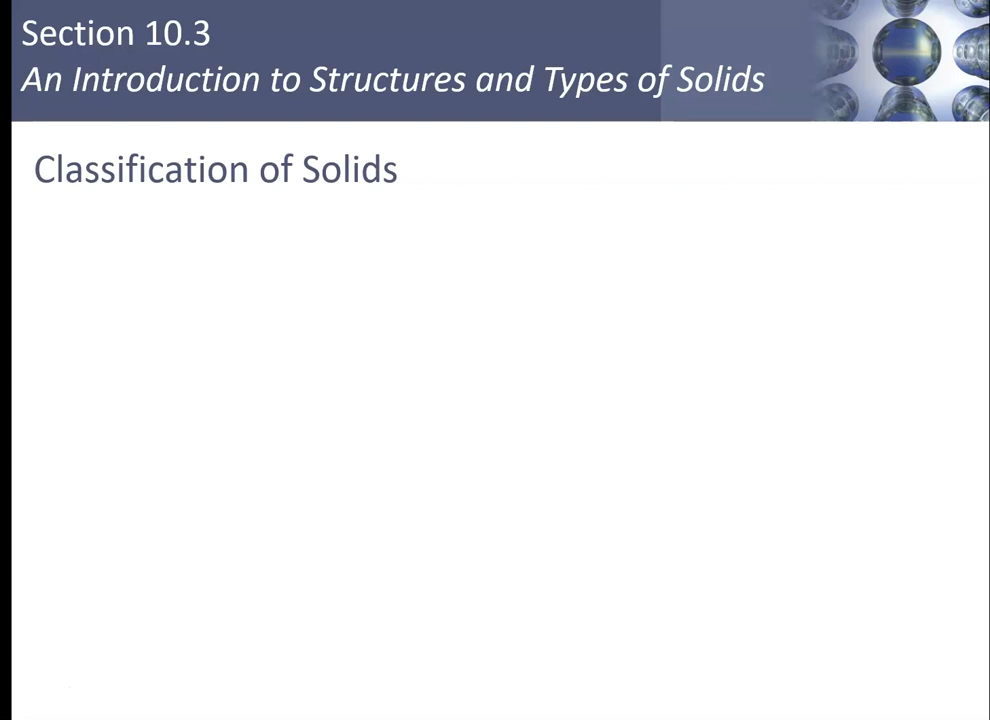 Section 10.3
An Introduction to Structures and Types of Solids
Classification of Solids